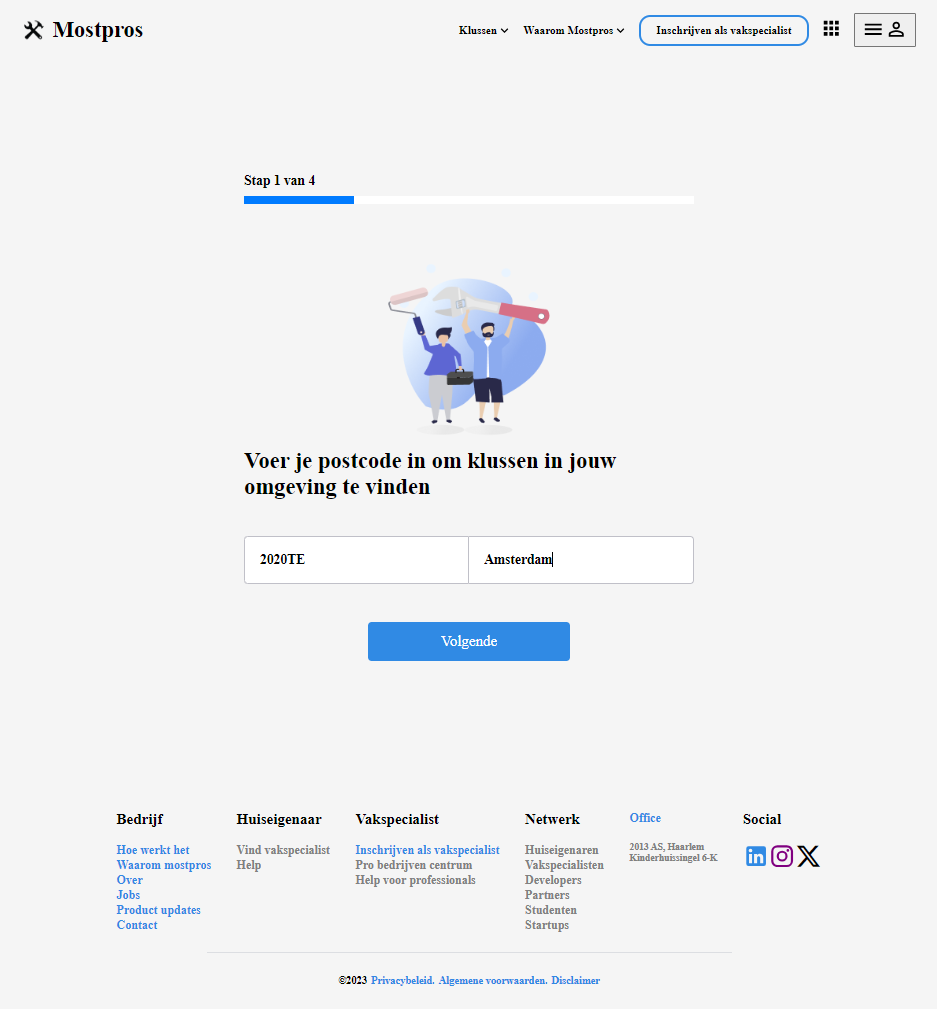 Mostpros
Klussen
Waarom Mostpros
Inschrijven als vakspecialist
Stap 1 van 4
Voer je postcode in om klussen in jouw
omgeving te vinden
2020TE
Amsterdam
Volgende
Bedrijf
Hoe werkt het
Waarom mostpros
Over
Jobs
Product updates
Contact
Huiseigenaar
Vind vakspecialist
Help
Vakspecialist
Inschrijven als vakspecialist
Pro bedrijven centrum
Help voor professionals
Netwerk
Huiseigenaren
Vakspecialisten
Developers
Partners
Studenten
Startups
Office
2013 AS, Haarlem
Kinderhuissingel 6-K
Social
©2023 Privacybeleid. Algemene voorwaarden. Disclaimer